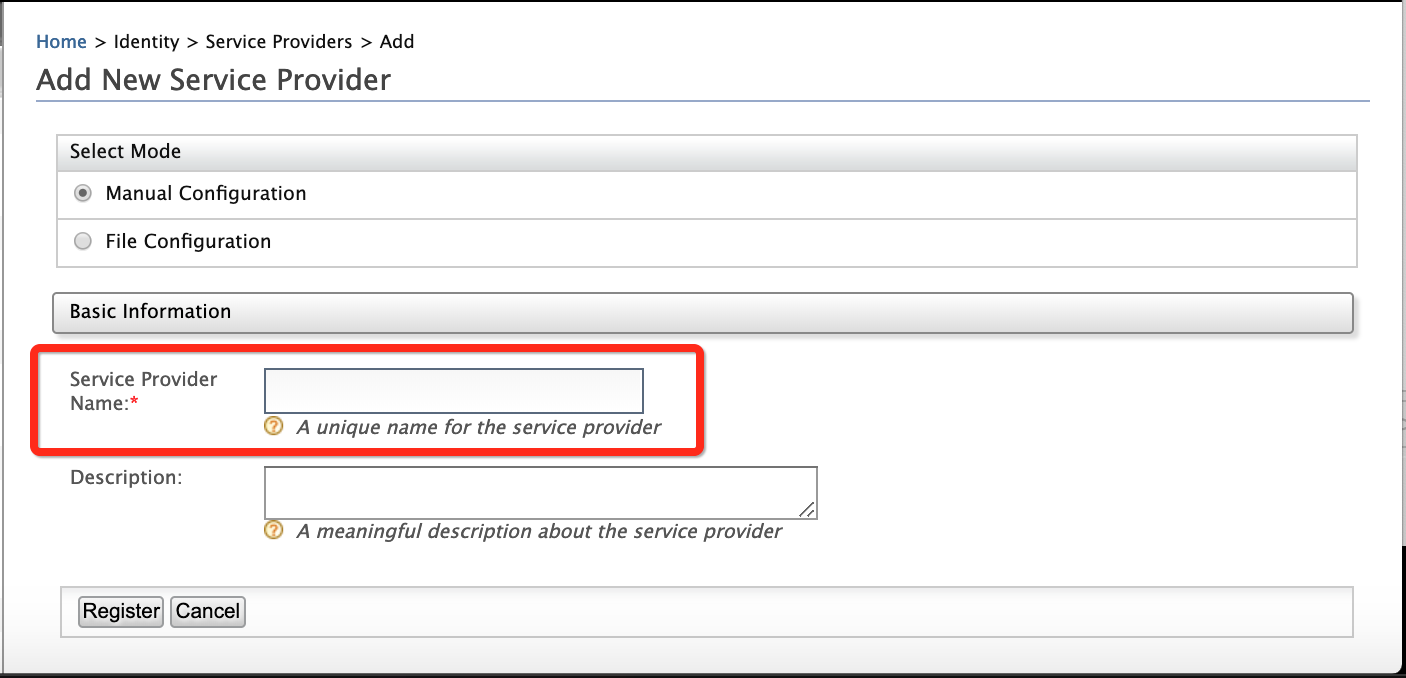 Home > Identity > Service Providers > Add
Add New Service Provider
Select Mode
Manual Configuration
File Configuration
Basic Information
Service Provider
Name:*
? A unique name for the service provider
Description:
? A meaningful description about the service provider
Register Cancel